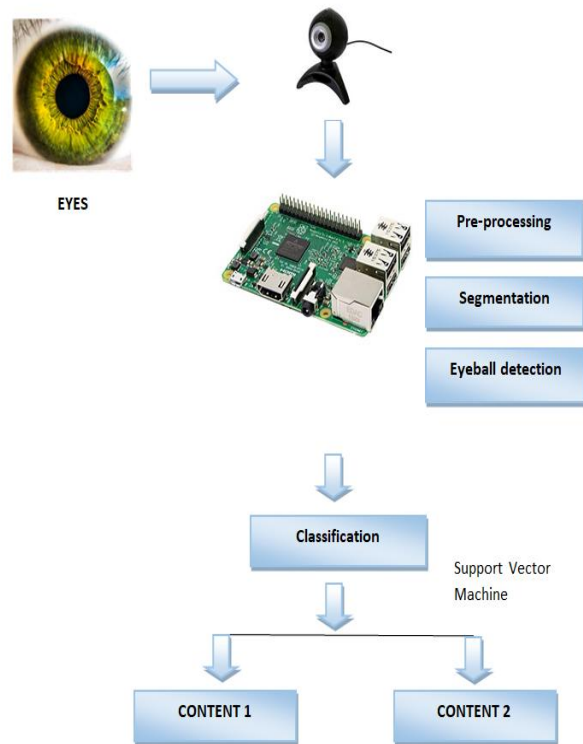 EYES
Pre-processing
Segmentation
Eyeball detection
Classification
Support Vector
Machine
CONTENT 1
CONTENT 2